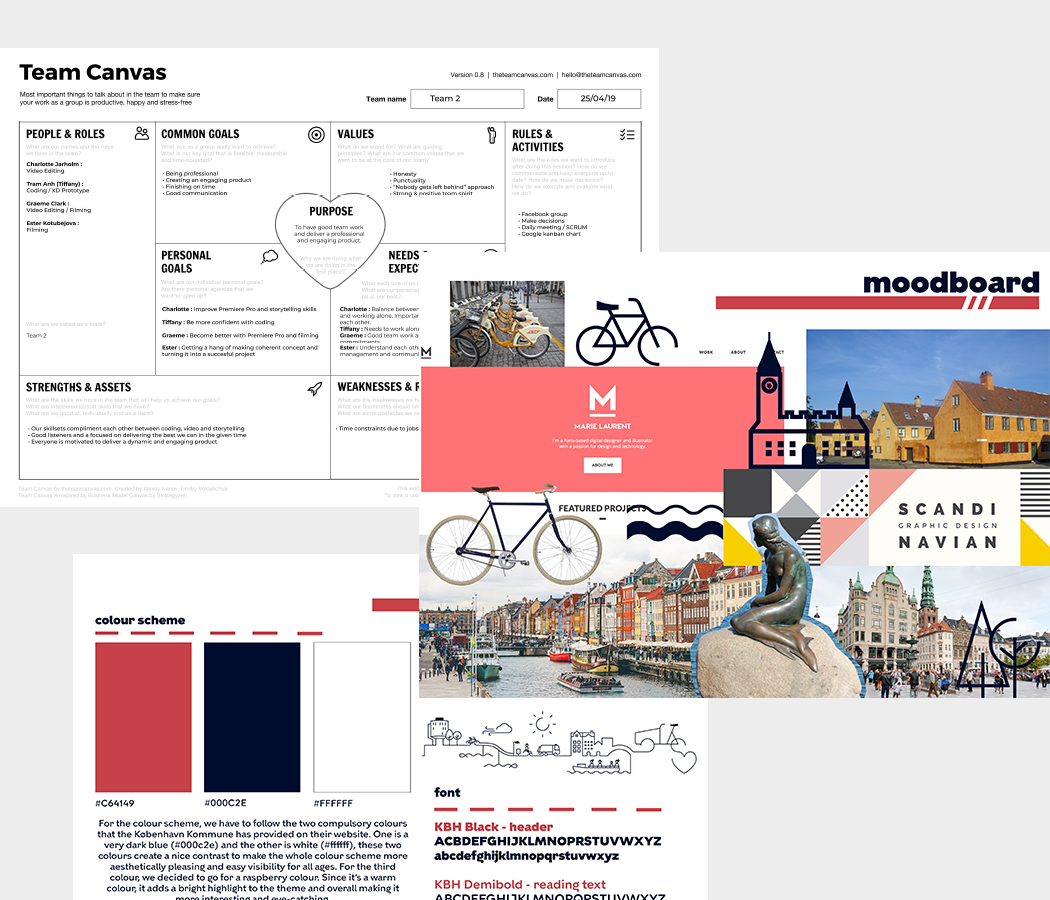 Team Canvas
Version 0.8 | theteamcanvas.com | hello@theteamcanvas.com
Most important things to talk about in the team to make sure
your work as a group is productive, happy and stress-free
Team name
Team 2
Date
25/04/19
PEOPLE & ROLES
What are our names and the roles
we have in the team?
Charlotte Jarholm :
Video Editing
Tram Anh (Tiffany) :
Coding / XD Prototype
Graeme Clark :
Video Editing / Filming
Ester Kotubejova :
Filming
What are we called as a team?
Team 2
COMMON GOALS
What you as a group really want to achieve?
What is our key goal that is feasible, measurable
and time-bounded?
· Being professional
· Creating an engaging product
· Finishing on time
· Good communication
VALUES
What do we stand for? What are guiding
principles? What are our common values that we
want to be at the core of our team?
· Honesty
· Punctuality
· "Nobody gets left behind" approach
· Strong & positive team spirit
RULES &
ACTIVITIES
What are the rules we want to introduce
after doing this session? How do we
communicate and keep everyone up to
date? How do we make decisions?
How do we execute and evaluate what
we do?
· Facebook group
· Make decisions
· Daily meeting / SCRUM
· Google kanban chart
PURPOSE
To have good team work
and deliver a professional
and engaging product.
Why we are doing what
we are doing in the
first place?
PERSONAL
GOALS
What are our individual personal goals?
Are there personal agendas that we
want to open up?
Charlotte : Improve Premiere Pro and storytelling skills
Tiffany : Be more confident with coding
Graeme : Become better with Premiere Pro and filming
Ester : Getting a hang of making coherent concept and
turning it into a succesful project
NEEDS
EXPEC
What each one of us
What are our personal
be at our best?
Charlotte : Balance between
and working alone. Important
each other.
Tiffany : Needs to work alone
Graeme : Good team work a
commitments
Ester : Understand each oth
managament and communi
STRENGTHS & ASSETS
What are the skills we have in the team that will help us achieve our goals?
What are interpersonal/soft skills that we have?
What are we good at, individually and as a team?
· Our skillsets compliment each other between coding, video and storytelling
· Good listeners and a focused on delivering the best we can in the given time
· Everyone is motivated to deliver a dynamic and engaging product
WEAKNESSES & R
What are the weaknesses we h
What our teammates should kn
What are some obstacles we se
· Time constraints due to jobs
Team Canvas by theteamcanvas.com. Created by Alexey Ivanov, Dmitry Voloshchuk
Team Canvas is inspired by Business Model Canvas by Strategyzer.
This wor
To view a cop
moodboard
M
WORK
ABOUT
M
MARIE LAURENT
I'm a Paris-based digital designer and illustrator
with a passion for design and technology.
ABOUT ME
FEATURED PROJECTS
SCANDI
GRAPHIC DESIGN
NAVIAN
colour scheme
#C64149
#000C2E
#FFFFFF
For the colour scheme, we have to follow the two compulsory colours
that the København Kommune has provided on their website. One is a
very dark blue (#000c2e) and the other is white (#ffffff), these two
colours create a nice contrast to make the whole colour scheme more
aesthetically pleasing and easy visibility for all ages. For the third
colour, we decided to go for a raspberry colour. Since it's a warm
colour, it adds a bright highlight to the theme and overall making it
more interesting and eye-catching.
font
KBH Black - header
ABCDEFGHIJKLMNOPRSTUVWXYZ
abcdefghijklmnopqrstuvwxyz
KBH Demibold - reading text
ABCDEFGHIJKLMNOPQRSTUVWXYZ